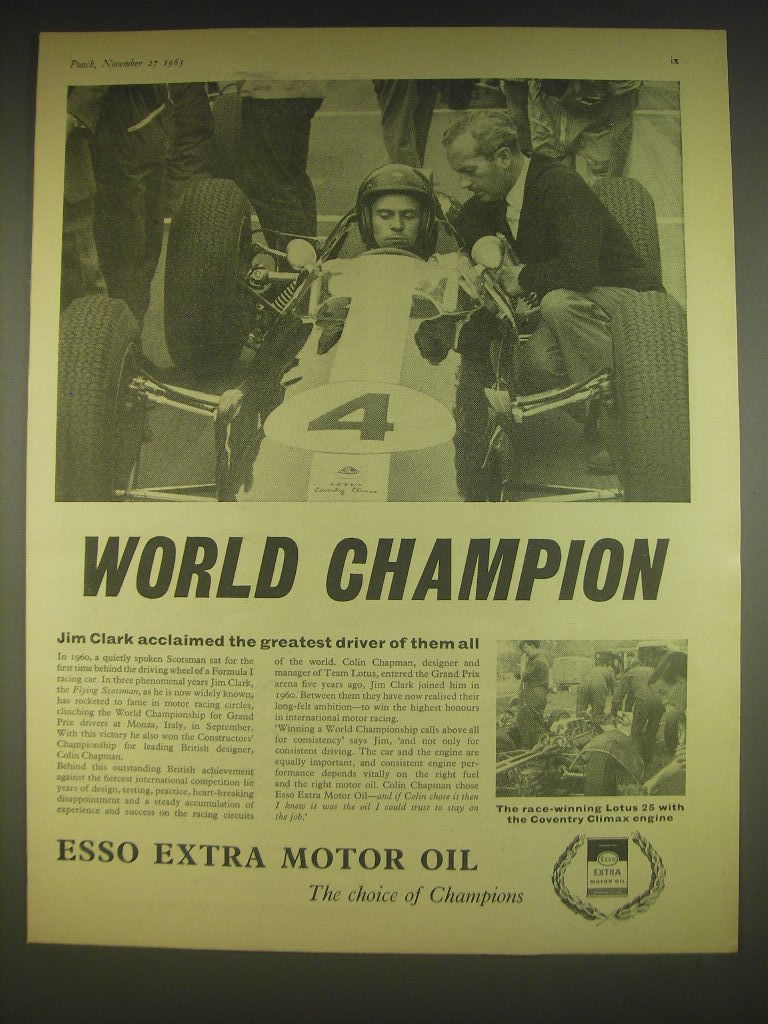 Punch, November 27 1963
ix
4
LOTUS
Coventry Climax
WORLD CHAMPION
Jim Clark acclaimed the greatest driver of them all
In 1960, a quietly spoken Scotsman sat for the
first time behind the driving wheel of a Formula I
racing car. In three phenomenal years Jim Clark,
the Flying Scotsman, as he is now widely known,
has rocketed to fame in motor racing circles,
clinching the World Championship for Grand
Prix drivers at Monza, Italy, in September.
With this victory he also won the Constructors'
Championship for leading British designer,
Colin Chapman.
Behind this outstanding British achievement
against the fiercest international competition lie
years of design, testing, practice, heart-breaking
disappointment and a steady accumulation of
experience and success on the racing circuits
of the world. Colin Chapman, designer and
manager of Team Lotus, entered the Grand Prix
arena five years ago, Jim Clark joined him in
1960. Between them they have now realised their
long-felt ambition—to win the highest honours
in international motor racing.
'Winning a World Championship calls above all
for consistency' says Jim, 'and not only for
consistent driving. The car and the engine are
equally important, and consistent engine per-
formance depends vitally on the right fuel
and the right motor oil. Colin Chapman chose
Esso Extra Motor Oil—and if Colin chose it then
I knew it was the oil I could trust to stay on
the job.'
The race-winning Lotus 25 with
the Coventry Climax engine
ESSO EXTRA MOTOR OIL
The choice of Champions
Esso
EXTRA
MOTOR OIL